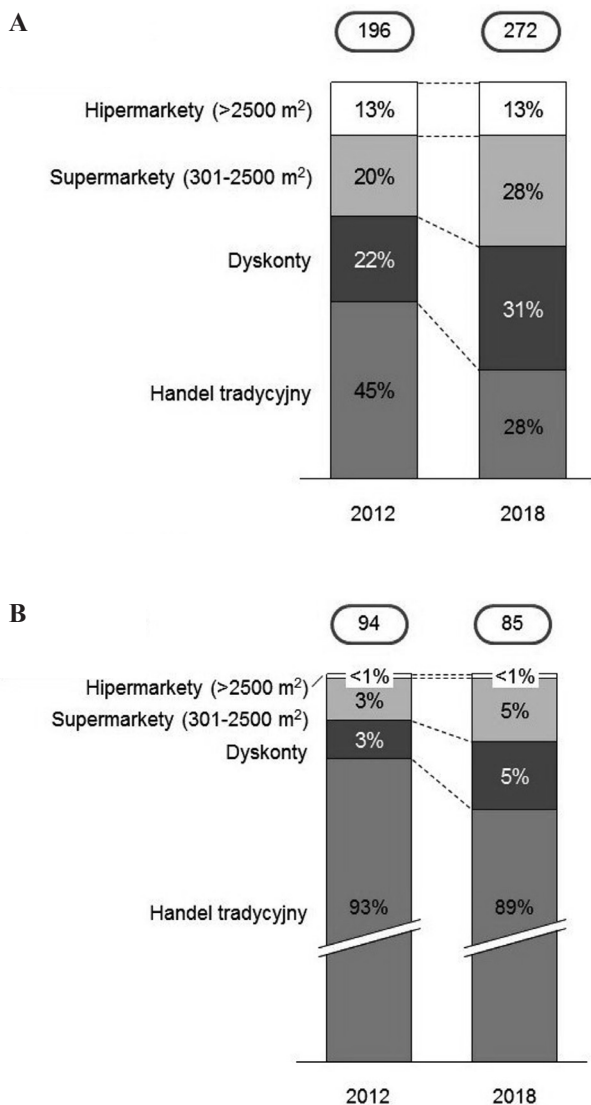 A
196 272
Hipermarkety (>2500 m²) 13% 13%
Supermarkety (301-2500 m²) 20% 28%
Dyskonty 22% 31%
Handel tradycyjny 45% 28%
2012 2018
B
94 85
Hipermarkety (>2500 m²) <1% <1%
Supermarkety (301-2500 m²) 3% 5%
Dyskonty 3% 5%
Handel tradycyjny 93% 89%
2012 2018